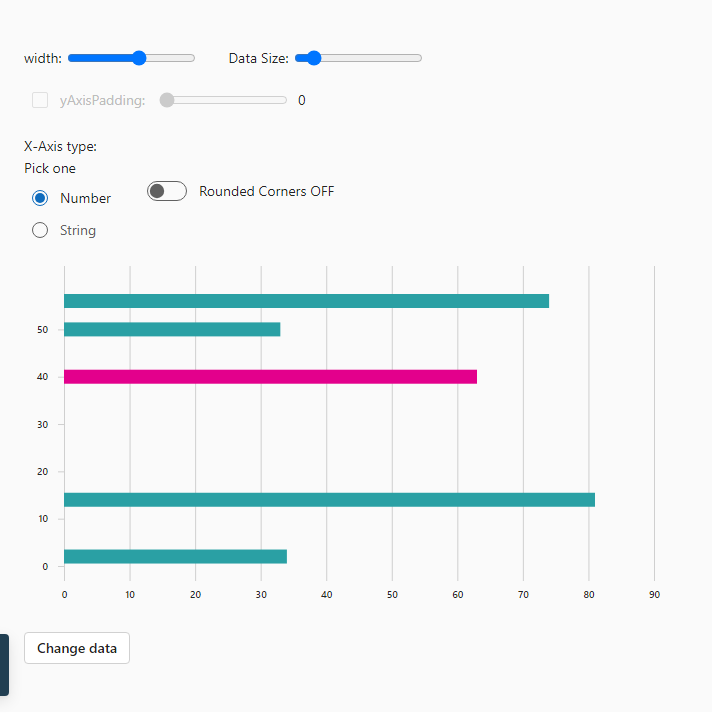 width: Data Size:
yAxisPadding: 0
X-Axis type:
Pick one
Number Rounded Corners OFF
String
50
40
30
20
10
0
0 10 20 30 40 50 60 70 80 90
Change data